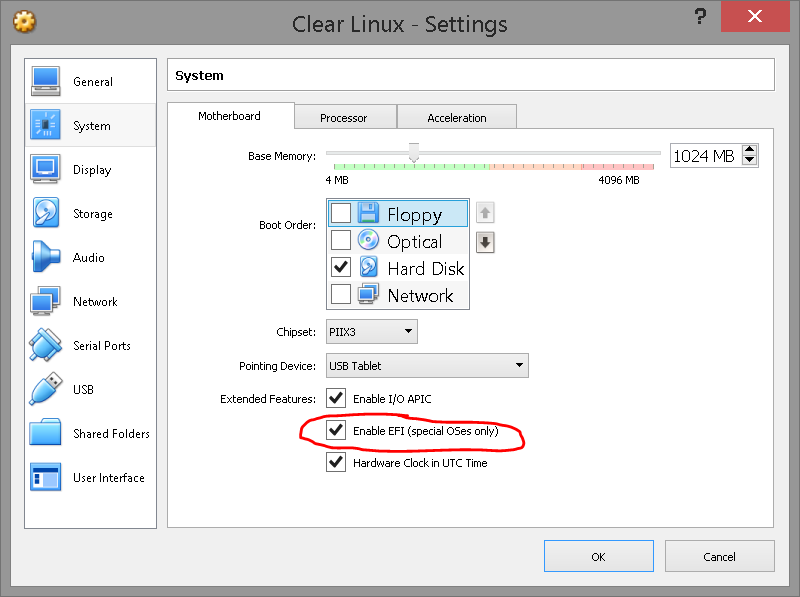 Clear Linux - Settings
?
General
System
Display
Storage
Audio
Network
Serial Ports
USB
Shared Folders
User Interface
System
Motherboard
Processor
Acceleration
Base Memory:
1024 MB
4 MB
4096 MB
Boot Order:
Floppy
Optical
Hard Disk
Network
Chipset:
PIIX3
Pointing Device:
USB Tablet
Extended Features:
Enable I/O APIC
Enable EFI (special OSes only)
Hardware Clock in UTC Time
OK
Cancel